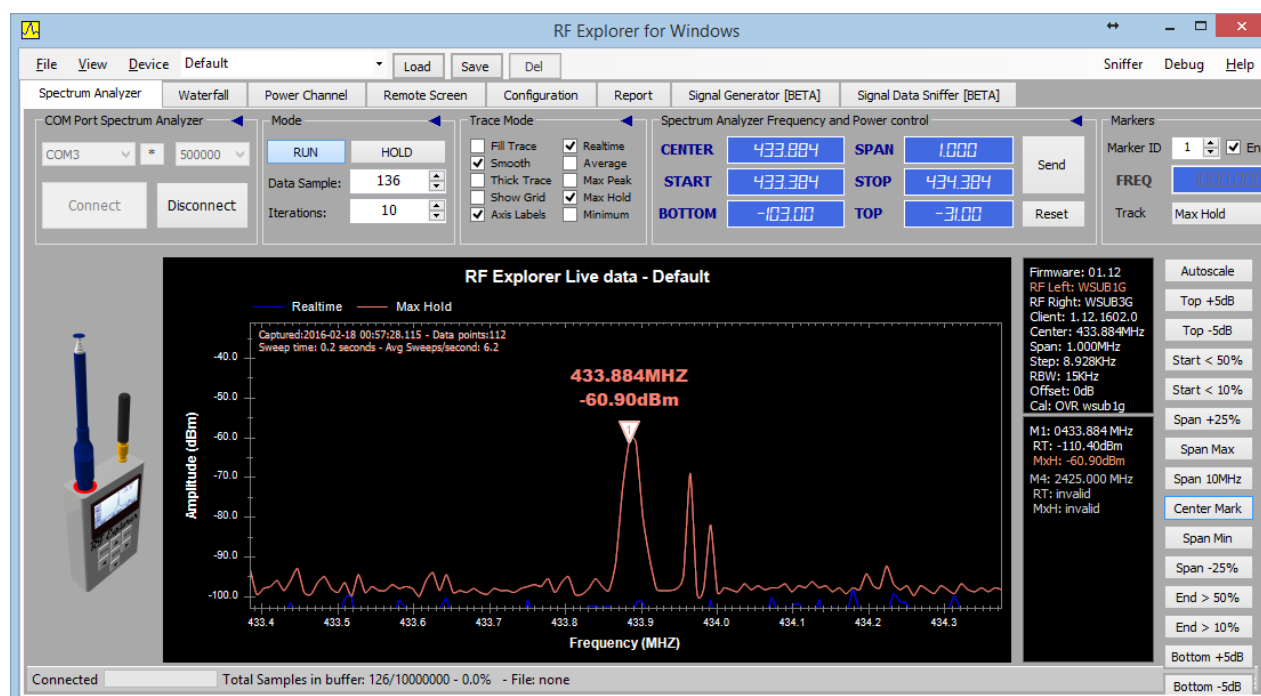 RF Explorer for Windows
File View Device Default Load Save Del Sniffer Debug Help
Spectrum Analyzer Waterfall Power Channel Remote Screen Configuration Report Signal Generator [BETA] Signal Data Sniffer [BETA]
COM Port Spectrum Analyzer
COM3 * 500000
Connect Disconnect
Mode
RUN HOLD
Data Sample: 136
Iterations: 10
Trace Mode
Fill Trace Realtime
Smooth Average
Thick Trace Max Peak
Show Grid Max Hold
Axis Labels Minimum
Spectrum Analyzer Frequency and Power control
CENTER 433.884 SPAN 1.000
START 433.384 STOP 434.384
BOTTOM -103.00 TOP -31.00
Send
Reset
Markers
Marker ID 1 En
FREQ
Track Max Hold
RF Explorer Live data - Default
Realtime Max Hold
Captured:2016-02-18 00:57:28.115 - Data points:112
Sweep time: 0.2 seconds - Avg Sweeps/second: 6.2
433.884MHZ
-60.90dBm
1
Amplitude (dBm)
-40.0
-50.0
-60.0
-70.0
-80.0
-90.0
-100.0
433.4 433.5 433.6 433.7 433.8 433.9 434.0 434.1 434.2 434.3
Frequency (MHZ)
RF Explorer
Firmware: 01.12
RF Left: WSUB1G
RF Right: WSUB3G
Client: 1.12.1602.0
Center: 433.884MHz
Span: 1.000MHz
Step: 8.928KHz
RBW: 15KHz
Offset: 0dB
Cal: OVR wsub1g
M1: 0433.884 MHz
RT: -110.40dBm
MxH: -60.90dBm
M4: 2425.000 MHz
RT: invalid
MxH: invalid
Autoscale
Top +5dB
Top -5dB
Start < 50%
Start < 10%
Span +25%
Span Max
Span 10MHz
Center Mark
Span Min
Span -25%
End > 50%
End > 10%
Bottom +5dB
Bottom -5dB
Connected Total Samples in buffer: 126/10000000 - 0.0% - File: none